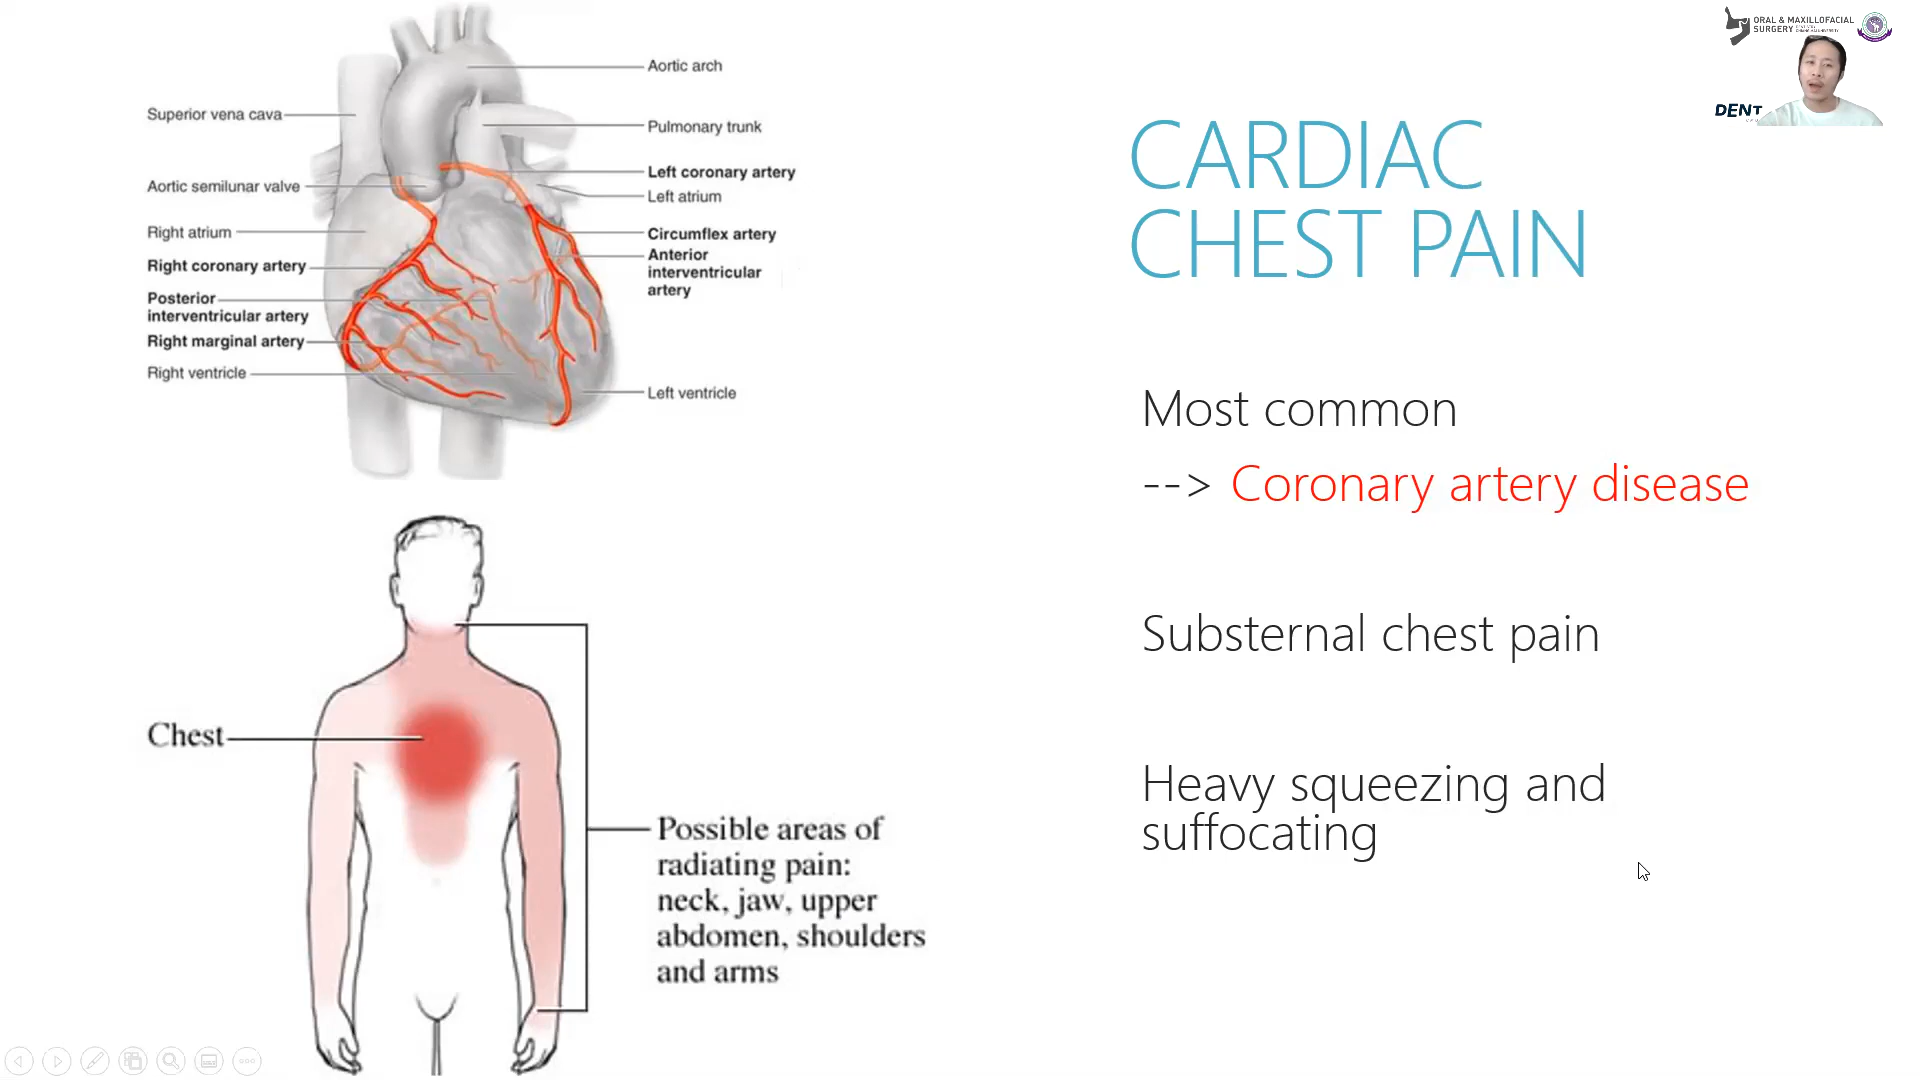 Aortic arch
Superior vena cava
Pulmonary trunk
Left coronary artery
Aortic semilunar valve
Left atrium
Right atrium
Circumflex artery
Anterior
interventricular
artery
Right coronary artery
Posterior
interventricular artery
Right marginal artery
Right ventricle
Left ventricle
Chest
Possible areas of
radiating pain:
neck, jaw, upper
abdomen, shoulders
and arms
ORAL & MAXILLOFACIAL
SURGERY
DENT
CARDIAC
CHEST PAIN
Most common
--> Coronary artery disease
Substernal chest pain
Heavy squeezing and
suffocating